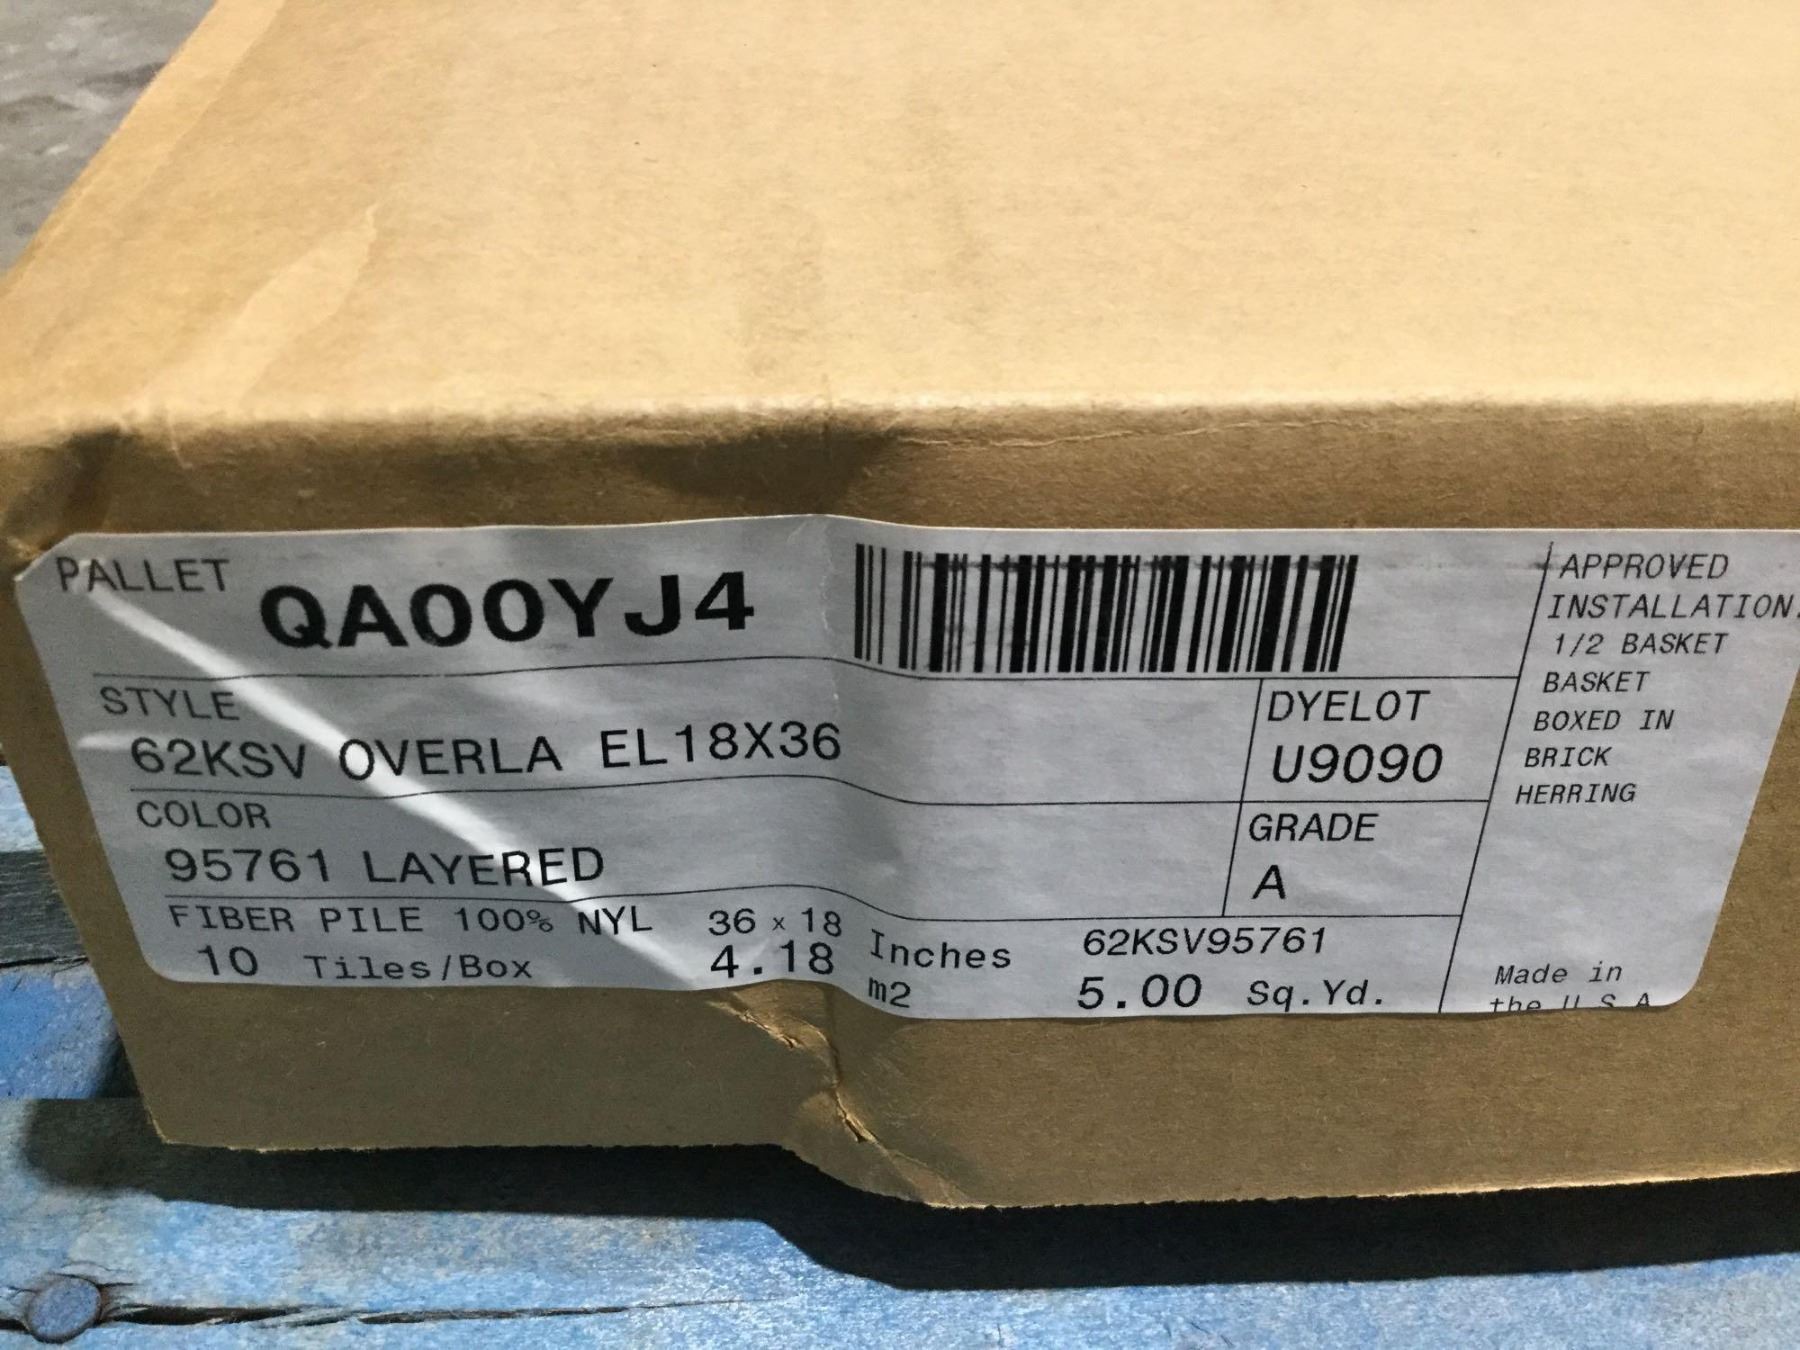 PALLET
QA00YJ4
STYLE
62KSV OVERLA EL18X36
COLOR
95761 LAYERED
FIBER PILE 100% NYL 36 x 18 Inches 62KSV95761
10 Tiles/Box 4.18 m2 5.00 Sq.Yd.
DYELOT
U9090
GRADE
A
APPROVED
INSTALLATION:
1/2 BASKET
BASKET
BOXED IN
BRICK
HERRING
Made in
the U.S.A